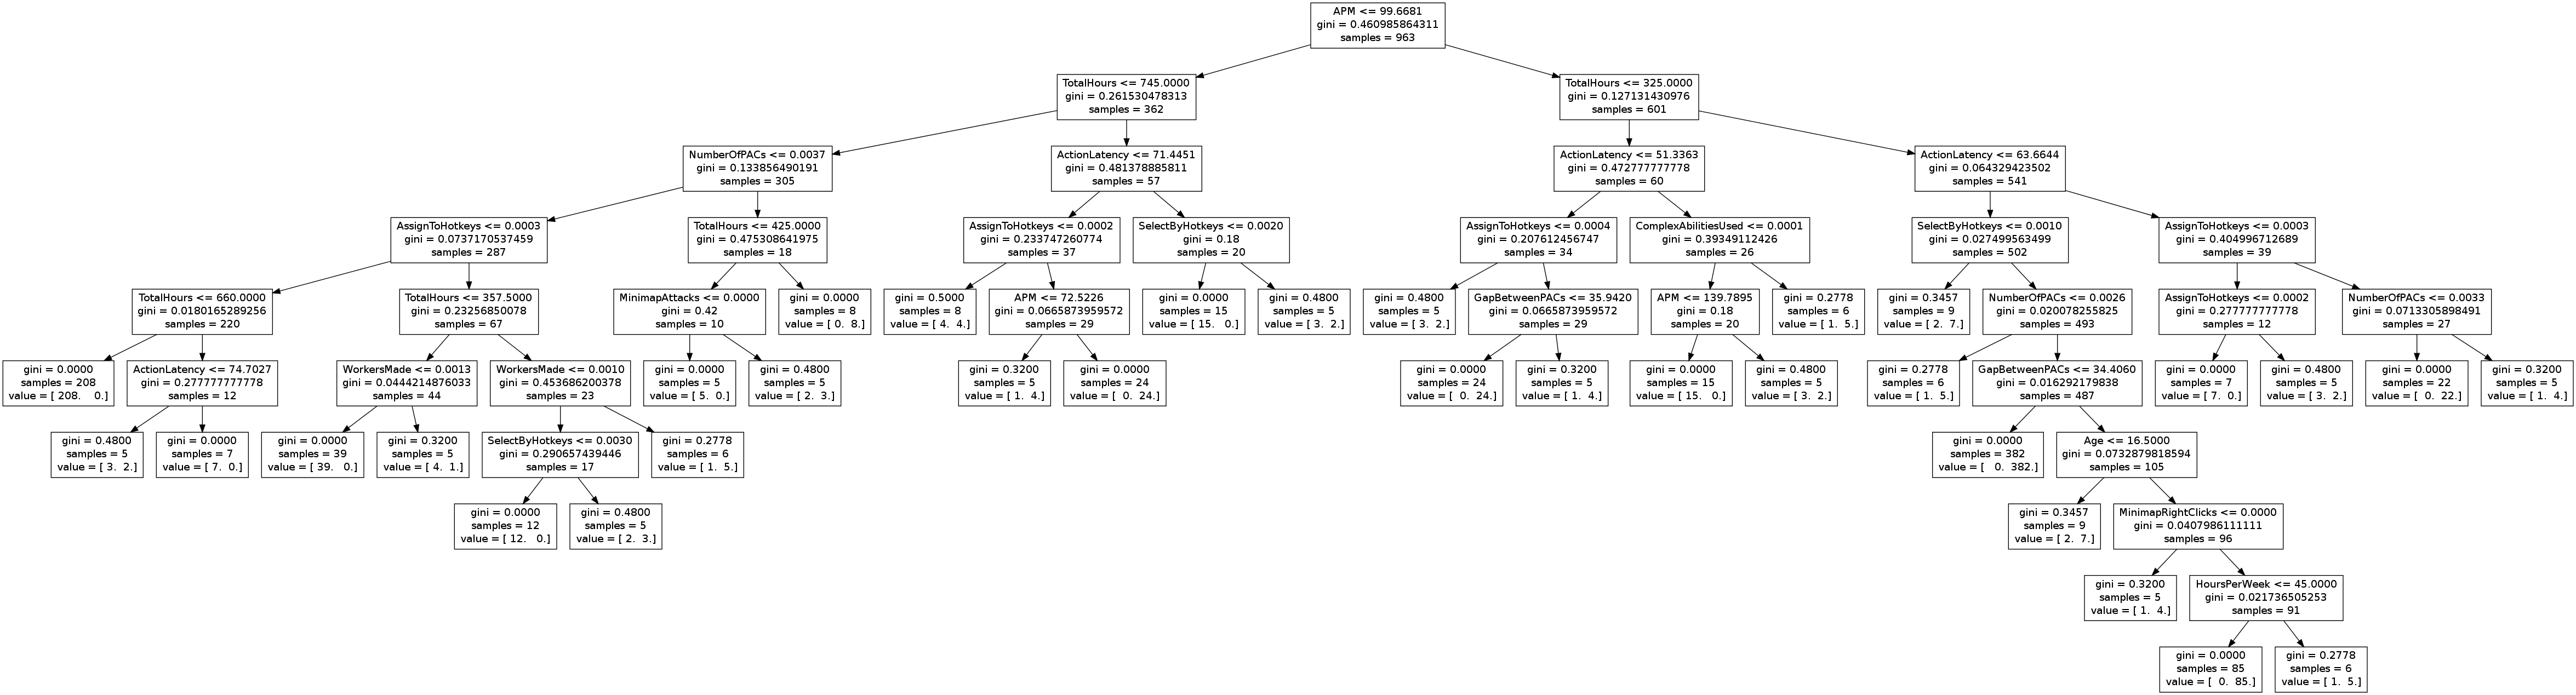 APM <= 99.6681
gini = 0.460985864311
samples = 963
TotalHours <= 745.0000
gini = 0.261530478313
samples = 362
TotalHours <= 325.0000
gini = 0.127131430976
samples = 601
NumberOfPACs <= 0.0037
gini = 0.133856490191
samples = 305
ActionLatency <= 71.4451
gini = 0.481378885811
samples = 57
ActionLatency <= 51.3363
gini = 0.472777777778
samples = 60
ActionLatency <= 63.6644
gini = 0.064329423502
samples = 541
AssignToHotkeys <= 0.0003
gini = 0.0737170537459
samples = 287
TotalHours <= 425.0000
gini = 0.475308641975
samples = 18
AssignToHotkeys <= 0.0002
gini = 0.233747260774
samples = 37
SelectByHotkeys <= 0.0020
gini = 0.18
samples = 20
AssignToHotkeys <= 0.0004
gini = 0.207612456747
samples = 34
ComplexAbilitiesUsed <= 0.0001
gini = 0.39349112426
samples = 26
SelectByHotkeys <= 0.0010
gini = 0.027499563499
samples = 502
AssignToHotkeys <= 0.0003
gini = 0.404996712689
samples = 39
TotalHours <= 660.0000
gini = 0.0180165289256
samples = 220
TotalHours <= 357.5000
gini = 0.23256850078
samples = 67
MinimapAttacks <= 0.0000
gini = 0.42
samples = 10
gini = 0.0000
samples = 8
value = [ 0.  8.]
gini = 0.5000
samples = 8
value = [ 4.  4.]
APM <= 72.5226
gini = 0.0665873959572
samples = 29
gini = 0.0000
samples = 15
value = [ 15.   0.]
gini = 0.4800
samples = 5
value = [ 3.  2.]
gini = 0.4800
samples = 5
value = [ 3.  2.]
GapBetweenPACs <= 35.9420
gini = 0.0665873959572
samples = 29
APM <= 139.7895
gini = 0.18
samples = 20
gini = 0.2778
samples = 6
value = [ 1.  5.]
gini = 0.3457
samples = 9
value = [ 2.  7.]
NumberOfPACs <= 0.0026
gini = 0.020078255825
samples = 493
AssignToHotkeys <= 0.0002
gini = 0.277777777778
samples = 12
NumberOfPACs <= 0.0033
gini = 0.0713305898491
samples = 27
gini = 0.0000
samples = 208
value = [ 208.    0.]
ActionLatency <= 74.7027
gini = 0.277777777778
samples = 12
WorkersMade <= 0.0013
gini = 0.0444214876033
samples = 44
WorkersMade <= 0.0010
gini = 0.453686200378
samples = 23
gini = 0.0000
samples = 5
value = [ 5.  0.]
gini = 0.4800
samples = 5
value = [ 2.  3.]
gini = 0.3200
samples = 5
value = [ 1.  4.]
gini = 0.0000
samples = 24
value = [  0.  24.]
gini = 0.0000
samples = 24
value = [  0.  24.]
gini = 0.3200
samples = 5
value = [ 1.  4.]
gini = 0.0000
samples = 15
value = [ 15.   0.]
gini = 0.4800
samples = 5
value = [ 3.  2.]
gini = 0.2778
samples = 6
value = [ 1.  5.]
GapBetweenPACs <= 34.4060
gini = 0.016292179838
samples = 487
gini = 0.0000
samples = 7
value = [ 7.  0.]
gini = 0.4800
samples = 5
value = [ 3.  2.]
gini = 0.0000
samples = 22
value = [  0.  22.]
gini = 0.3200
samples = 5
value = [ 1.  4.]
gini = 0.4800
samples = 5
value = [ 3.  2.]
gini = 0.0000
samples = 7
value = [ 7.  0.]
gini = 0.0000
samples = 39
value = [ 39.   0.]
gini = 0.3200
samples = 5
value = [ 4.  1.]
SelectByHotkeys <= 0.0030
gini = 0.290657439446
samples = 17
gini = 0.2778
samples = 6
value = [ 1.  5.]
gini = 0.0000
samples = 382
value = [   0.  382.]
Age <= 16.5000
gini = 0.0732879818594
samples = 105
gini = 0.0000
samples = 12
value = [ 12.   0.]
gini = 0.4800
samples = 5
value = [ 2.  3.]
gini = 0.3457
samples = 9
value = [ 2.  7.]
MinimapRightClicks <= 0.0000
gini = 0.0407986111111
samples = 96
gini = 0.3200
samples = 5
value = [ 1.  4.]
HoursPerWeek <= 45.0000
gini = 0.021736505253
samples = 91
gini = 0.0000
samples = 85
value = [  0.  85.]
gini = 0.2778
samples = 6
value = [ 1.  5.]